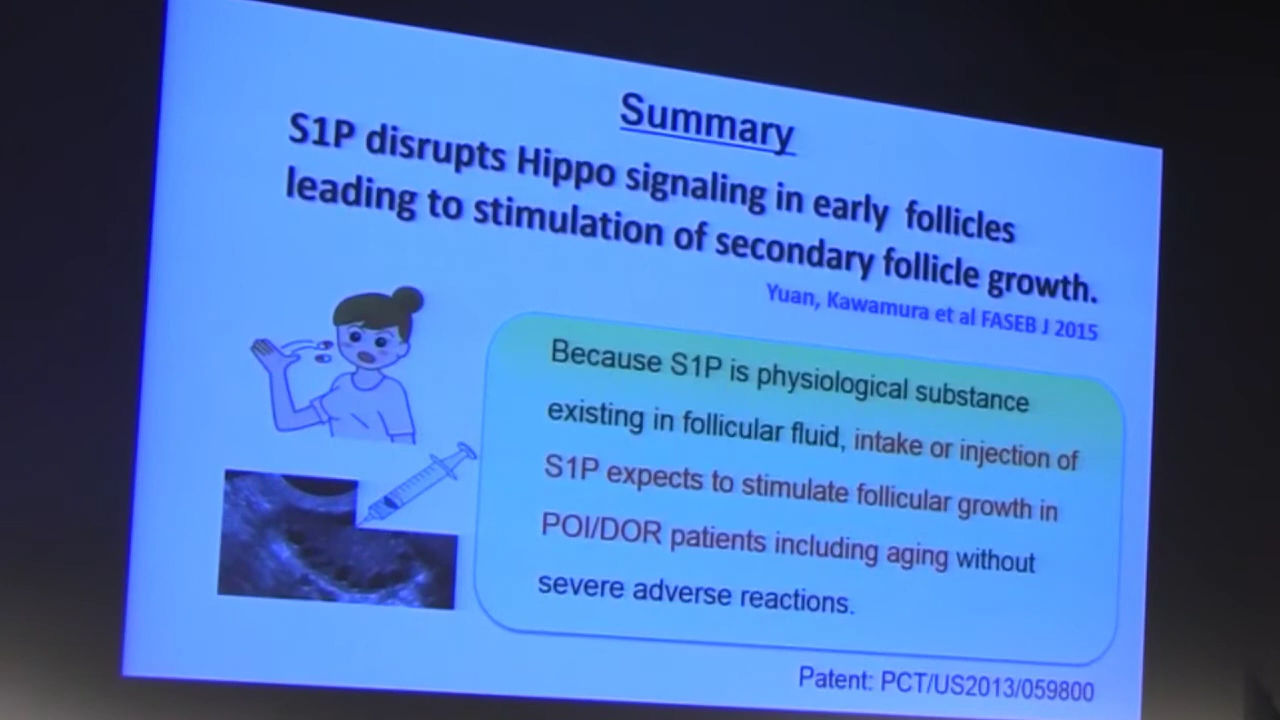 Summary
S1P disrupts Hippo signaling in early follicles
leading to stimulation of secondary follicle growth.
Yuan, Kawamura et al FASEB J 2015
Because S1P is physiological substance
existing in follicular fluid, intake or injection of
S1P expects to stimulate follicular growth in
POI/DOR patients including aging without
severe adverse reactions.
Patent: PCT/US2013/059800